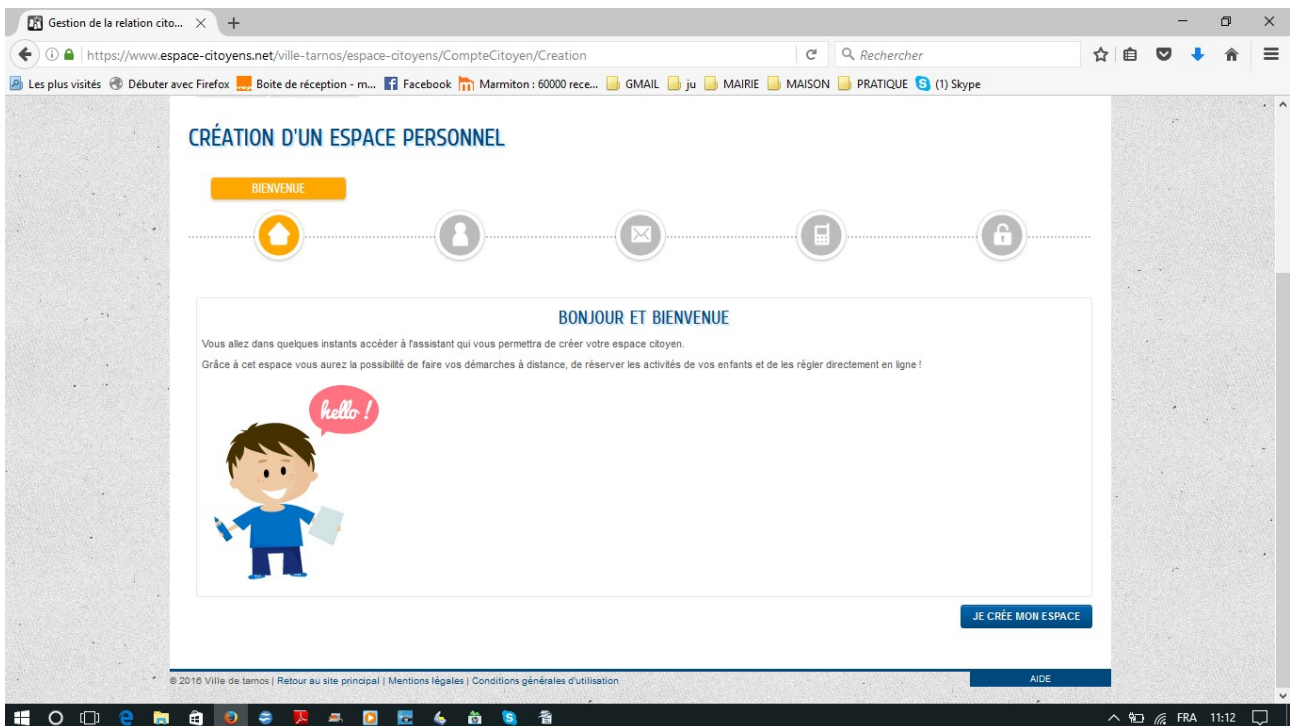 Gestion de la relation cito...
https://www.espace-citoyens.net/ville-tarnos/espace-citoyens/CompteCitoyen/Creation
Rechercher
Les plus visités Débuter avec Firefox Boite de réception - m... Facebook Marmiton : 60000 rece... GMAIL ju MAIRIE MAISON PRATIQUE (1) Skype
CRÉATION D'UN ESPACE PERSONNEL
BIENVENUE
BONJOUR ET BIENVENUE
Vous allez dans quelques instants accéder à l'assistant qui vous permettra de créer votre espace citoyen.
Grâce à cet espace vous aurez la possibilité de faire vos démarches à distance, de réserver les activités de vos enfants et de les régler directement en ligne !
hello !
JE CRÉE MON ESPACE
© 2016 Ville de tarnos | Retour au site principal | Mentions légales | Conditions générales d'utilisation
AIDE
FRA 11:12